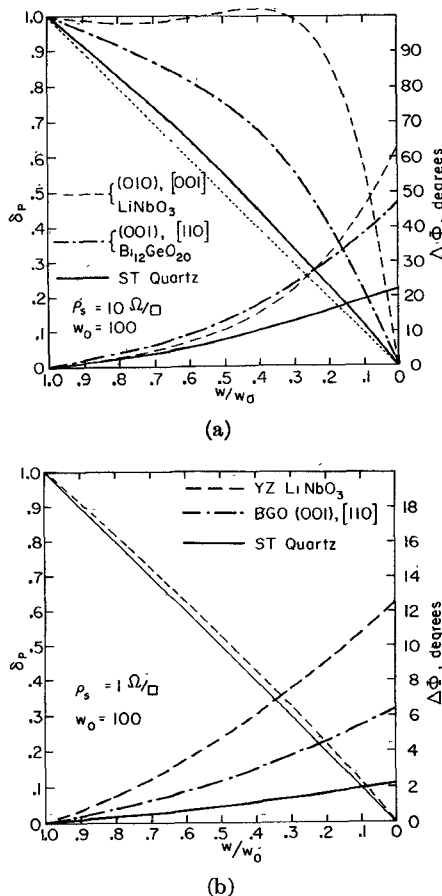 1.0
.9
.8
.7
.6
.5
.4
.3
.2
.1
0
δP
90
80
70
60
50
40
30
20
10
0
ΔΦ, degrees
(010), [001]
LiNbO3
(001), [110]
Bi12GeO20
ST Quartz
ρs = 10 Ω/□
w0 = 100
1.0 .9 .8 .7 .6 .5 .4 .3 .2 .1 0
w/w0
(a)
1.0
.9
.8
.7
.6
.5
.4
.3
.2
.1
0
δP
20
18
16
14
12
10
8
6
4
2
0
ΔΦ, degrees
YZ LiNbO3
BGO (001), [110]
ST Quartz
ρs = 1 Ω/□
w0 = 100
1.0 .9 .8 .7 .6 .5 .4 .3 .2 .1 0
w/w0
(b)